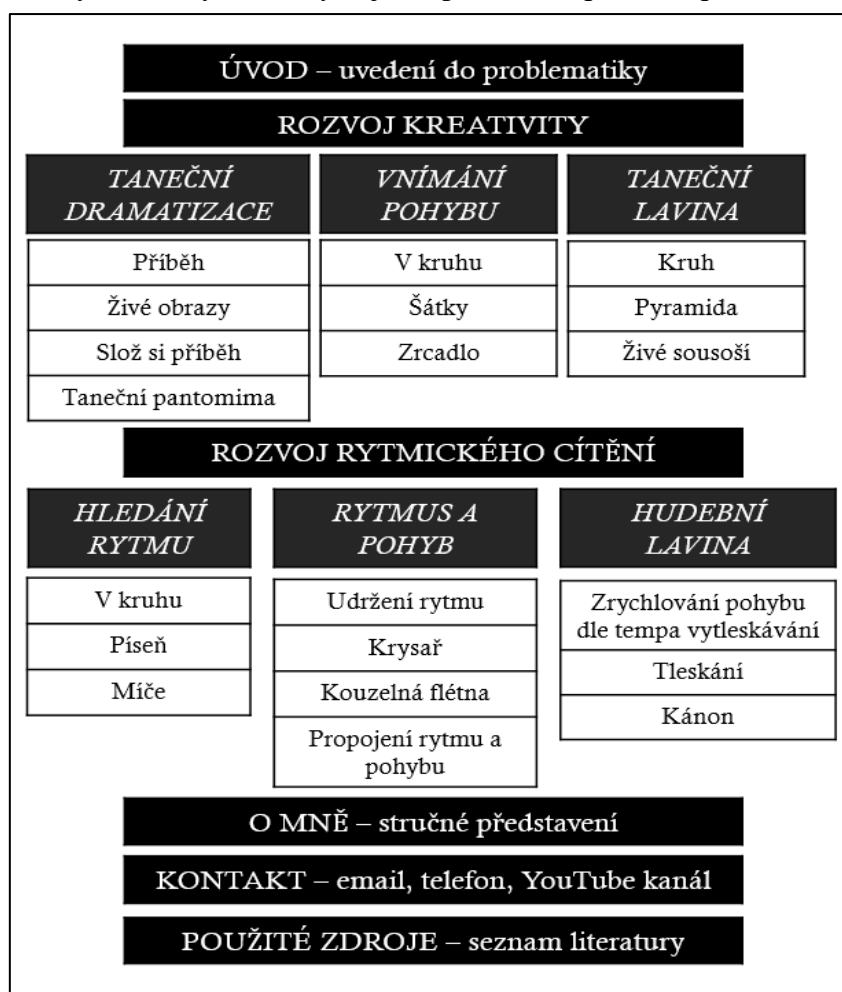 ÚVOD – uvedení do problematiky
ROZVOJ KREATIVITY
TANEČNÍ
DRAMATIZACE
Příběh
Živé obrazy
Slož si příběh
Taneční pantomima
VNÍMÁNÍ
POHYBU
V kruhu
Šátky
Zrcadlo
TANEČNÍ
LAVINA
Kruh
Pyramida
Živé sousoší
ROZVOJ RYTMICKÉHO CÍTĚNÍ
HLEDÁNÍ
RYTMU
V kruhu
Píseň
Míče
RYTMUS A
POHYB
Udržení rytmu
Krysař
Kouzelná flétna
Propojení rytmu a
pohybu
HUDEBNÍ
LAVINA
Zrychlování pohybu
dle tempa vytleskávání
Tleskání
Kánon
O MNĚ – stručné představení
KONTAKT – email, telefon, YouTube kanál
POUŽITÉ ZDROJE – seznam literatury